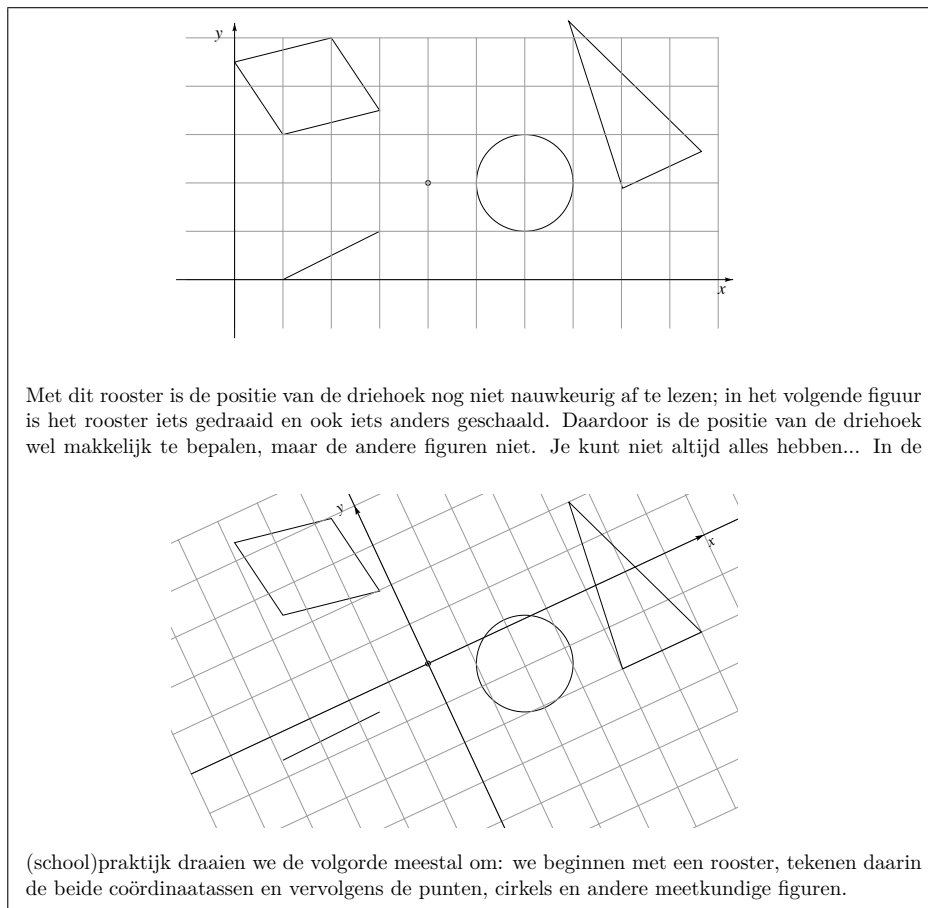 y
x
Met dit rooster is de positie van de driehoek nog niet nauwkeurig af te lezen; in het volgende figuur
is het rooster iets gedraaid en ook iets anders geschaald. Daardoor is de positie van de driehoek
wel makkelijk te bepalen, maar de andere figuren niet. Je kunt niet altijd alles hebben... In de
y
x
(school)praktijk draaien we de volgorde meestal om: we beginnen met een rooster, tekenen daarin
de beide coördinaatassen en vervolgens de punten, cirkels en andere meetkundige figuren.